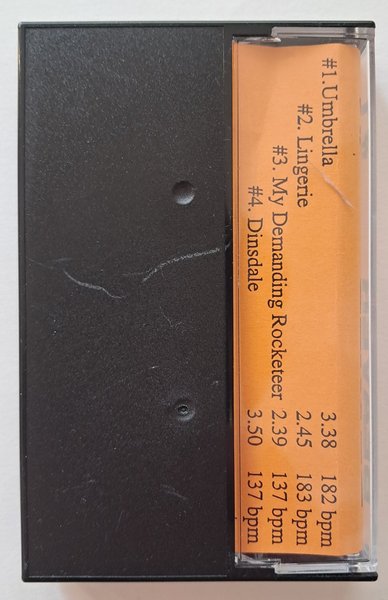 #1.Umbrella 3.38 182 bpm
#2. Lingerie 2.45 183 bpm
#3. My Demanding Rocketeer 2.39 137 bpm
#4. Dinsdale 3.50 137 bpm